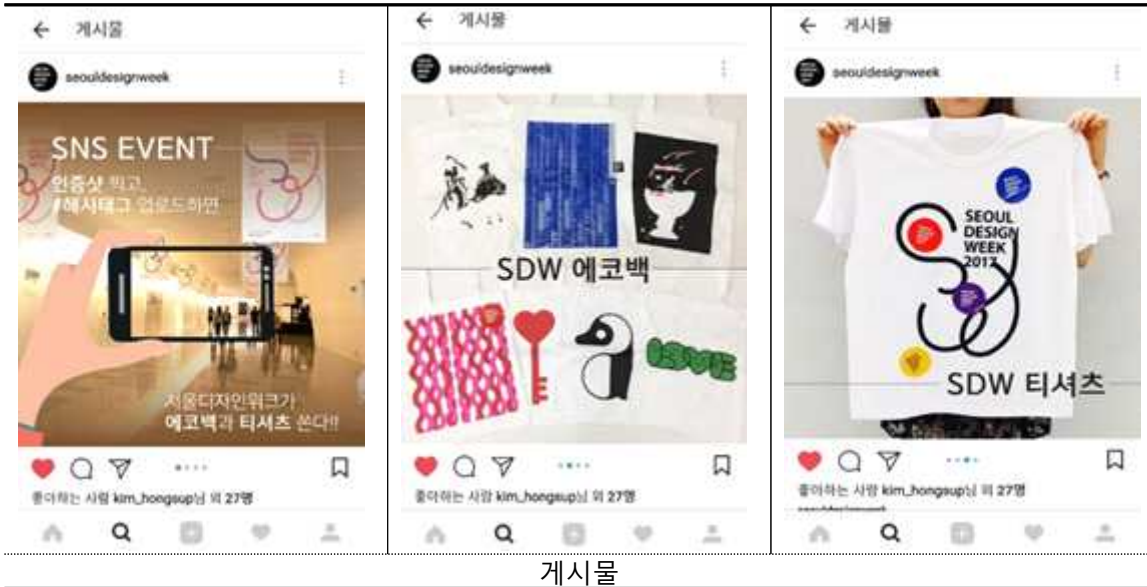 게시물
seouldesignweek
SNS EVENT
인증샷 찍고,
#해시태그 업로드하면
서울디자인위크가
에코백과 티셔츠 쏜다!!
좋아하는 사람 kim_hongsup님 외 27명
게시물
seouldesignweek
SDW 에코백
LOVE
좋아하는 사람 kim_hongsup님 외 27명
게시물
seouldesignweek
SEOUL
DESIGN
WEEK
2017
SDW 티셔츠
좋아하는 사람 kim_hongsup님 외 27명
seouldesignweek
게시물